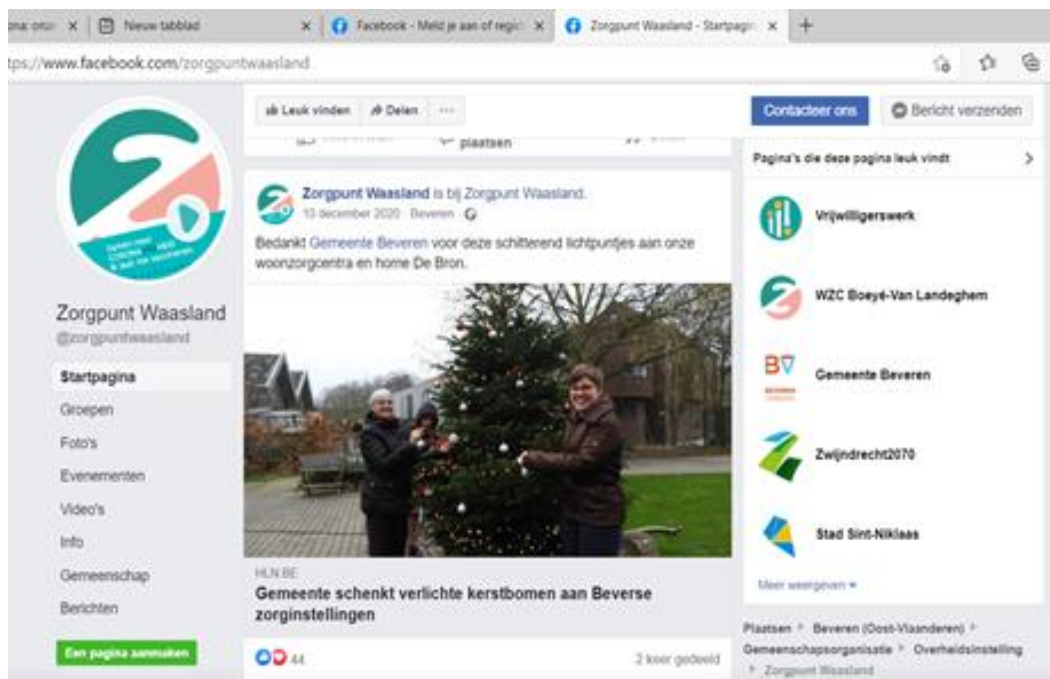 Nieuw tabblad
Facebook - Meld je aan of regist
Zorgpunt Waasland - Startpagin
tps://www.facebook.com/zorgpuntwaasland
Leuk vinden
Delen
plaatsen
Contacteer ons
Bericht verzenden
Zorgpunt Waasland
@zorgpuntwaasland
Startpagina
Groepen
Foto's
Evenementen
Video's
Info
Gemeenschap
Berichten
Een pagina aanmaken
Zorgpunt Waasland is bij Zorgpunt Waasland.
december 2020 · Beveren ·
Bedankt Gemeente Beveren voor deze schitterend lichtpuntjes aan onze
woonzorgcentra en home De Bron.
HLN.BE
Gemeente schenkt verlichte kerstbomen aan Beverse
zorginstellingen
44
2 keer gedeeld
Pagina's die deze pagina leuk vindt
Vrijwilligerswerk
WZC Boeyé-Van Landeghem
BV
Gemeente Beveren
Zwijndrecht2070
Stad Sint-Niklaas
Meer weergeven
Plaatsen
Beveren (Oost-Vlaanderen)
Gemeenschapsorganisatie
Overheidsinstelling
Zorgpunt Waasland